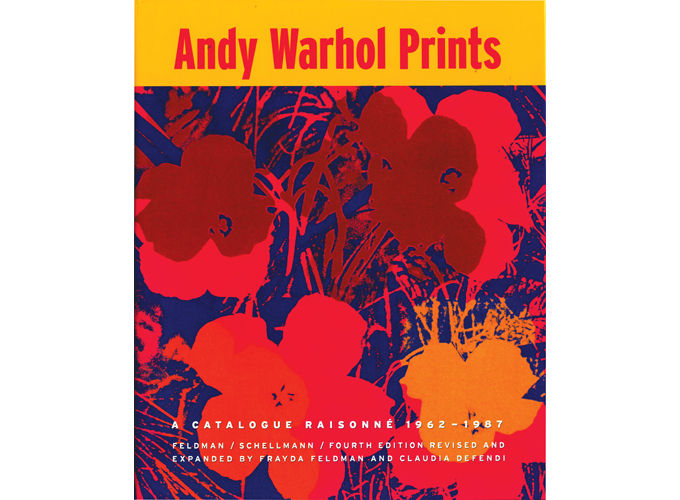 Andy Warhol Prints
A CATALOGUE RAISONNÉ 1962–1987
FELDMAN / SCHELLMANN / FOURTH EDITION REVISED AND
EXPANDED BY FRAYDA FELDMAN AND CLAUDIA DEFENDI